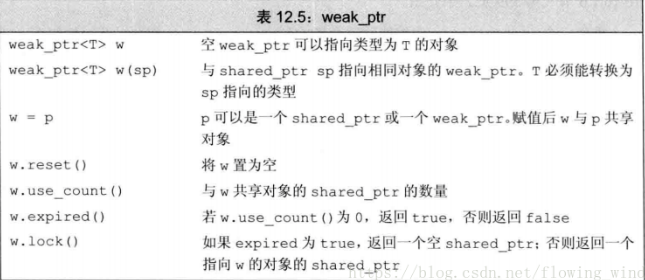 表 12.5：weak_ptr
weak_ptr<T> w 空 weak_ptr 可以指向类型为 T 的对象
weak_ptr<T> w(sp) 与 shared_ptr sp 指向相同对象的 weak_ptr。T 必须能转换为
sp 指向的类型
w = p p 可以是一个 shared_ptr 或一个 weak_ptr。赋值后 w 与 p 共享
对象
w.reset() 将 w 置为空
w.use_count() 与 w 共享对象的 shared_ptr 的数量
w.expired() 若 w.use_count()为 0，返回 true，否则返回 false
w.lock() 如果 expired 为 true，返回一个空 shared_ptr；否则返回一个
指向 w 的对象的 shared_ptr
https://blog.csdn.net/flowing_wind